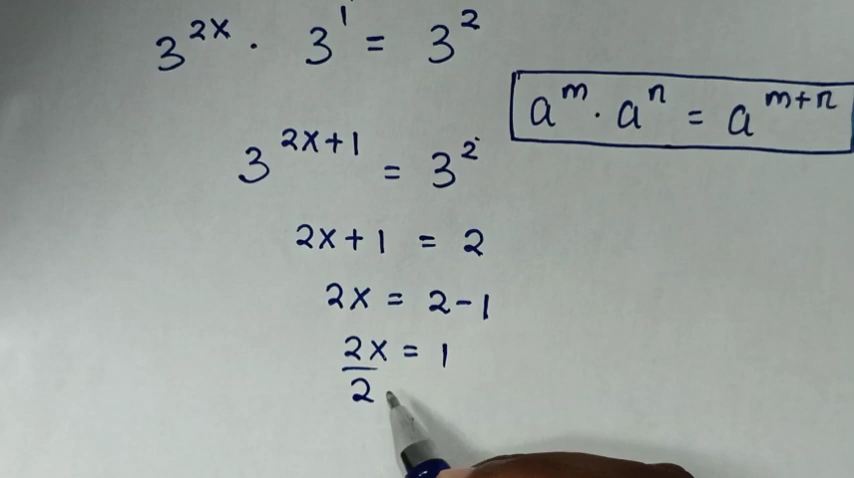 3^{2x} · 3^1 = 3^2
a^m · a^n = a^{m+n}
3^{2x+1} = 3^2
2x + 1 = 2
2x = 2 - 1
2x/2 = 1